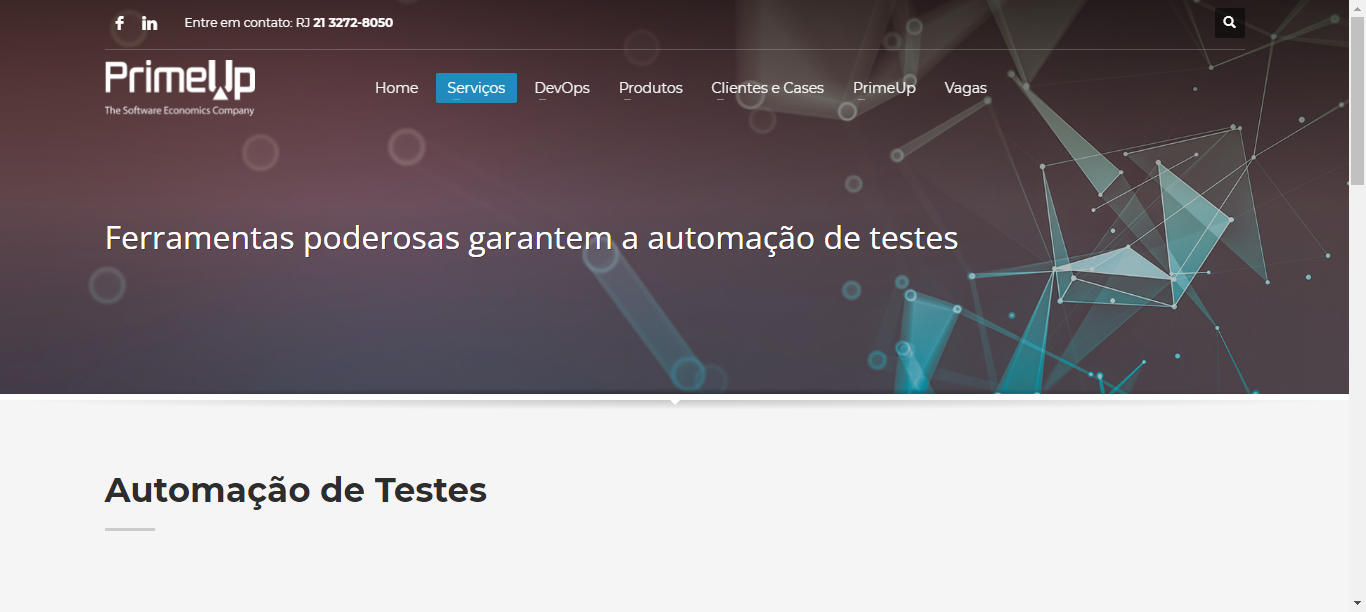 f in Entre em contato: RJ 21 3272-8050
PrimeUp
The Software Economics Company
Home Serviços DevOps Produtos Clientes e Cases PrimeUp Vagas
Ferramentas poderosas garantem a automação de testes
Automação de Testes